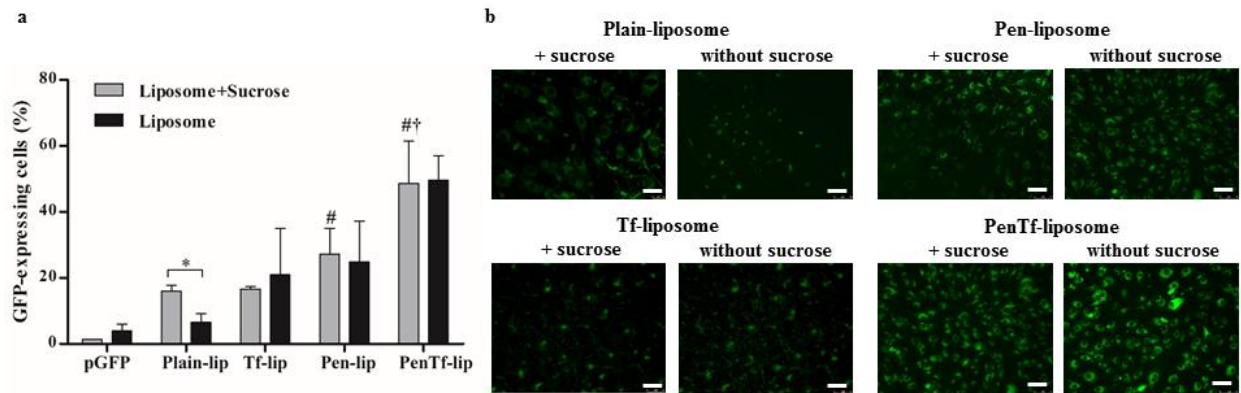 a
80
60
40
20
0
GFP-expressing cells (%)
Liposome+Sucrose
Liposome
*
#
#†
pGFP
Plain-lip
Tf-lip
Pen-lip
PenTf-lip
b
Plain-liposome
+ sucrose
without sucrose
Pen-liposome
+ sucrose
without sucrose
Tf-liposome
+ sucrose
without sucrose
PenTf-liposome
+ sucrose
without sucrose